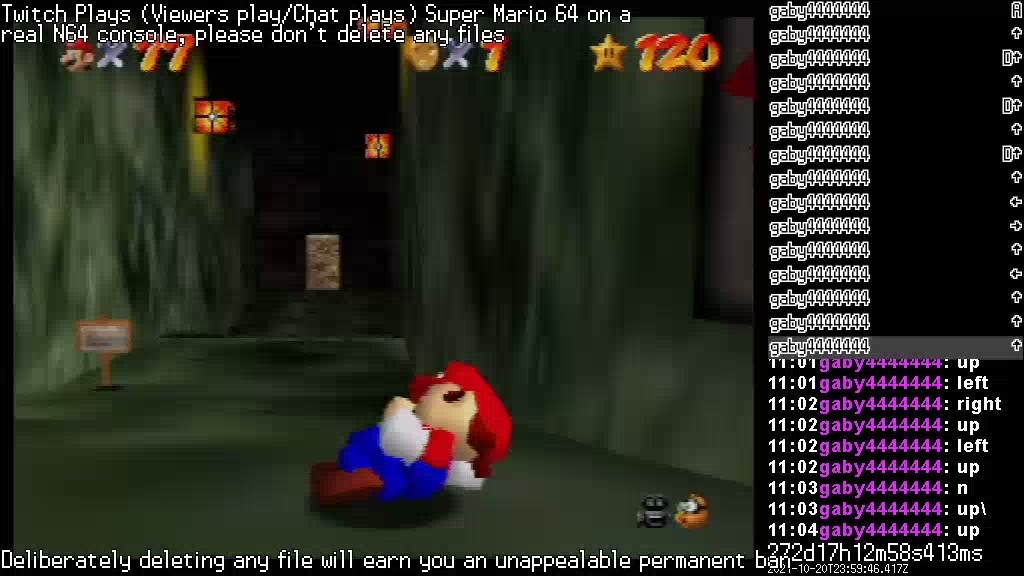 Twitch Plays (Viewers play/Chat plays) Super Mario 64 on a
real N64 console, please don't delete any files
77 × 7 120
gaby4444444 A
gaby4444444 ↑
gaby4444444 D↑
gaby4444444 ↑
gaby4444444 D↑
gaby4444444 ↑
gaby4444444 D↑
gaby4444444 ↑
gaby4444444 ←
gaby4444444 →
gaby4444444 ↑
gaby4444444 ←
gaby4444444 ↑
gaby4444444 ↑
gaby4444444 ↑
11:01gaby4444444: up
11:01gaby4444444: left
11:02gaby4444444: right
11:02gaby4444444: up
11:02gaby4444444: left
11:02gaby4444444: up
11:03gaby4444444: n
11:03gaby4444444: up\
11:04gaby4444444: up
Deliberately deleting any file will earn you an unappealable permanent ban
272d17h12m58s413ms
2021-10-20T23:59:46.417Z